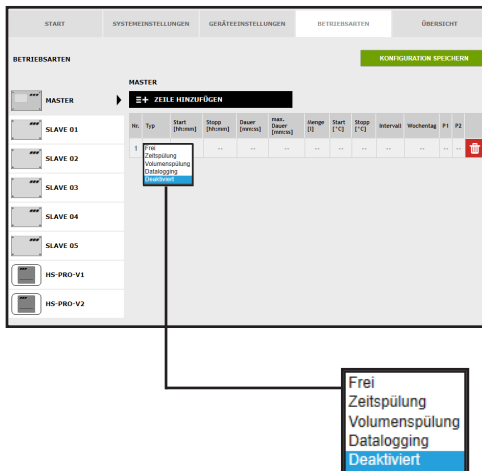 START SYSTEMEINSTELLUNGEN GERÄTEEINSTELLUNGEN BETRIEBSARTEN ÜBERSICHT
BETRIEBSARTEN KONFIGURATION SPEICHERN
MASTER
MASTER ZEILE HINZUFÜGEN
Nr. Typ Start [hh:mm] Stopp [hh:mm] Dauer [mm:ss] max. Dauer [mm:ss] Menge [l] Start [°C] Stopp [°C] Intervall Wochentag P1 P2
1 -- -- -- -- -- -- -- -- -- -- --
Frei
Zeitspülung
Volumenspülung
Datalogging
Deaktiviert
SLAVE 01
SLAVE 02
SLAVE 03
SLAVE 04
SLAVE 05
HS-PRO-V1
HS-PRO-V2
Frei
Zeitspülung
Volumenspülung
Datalogging
Deaktiviert